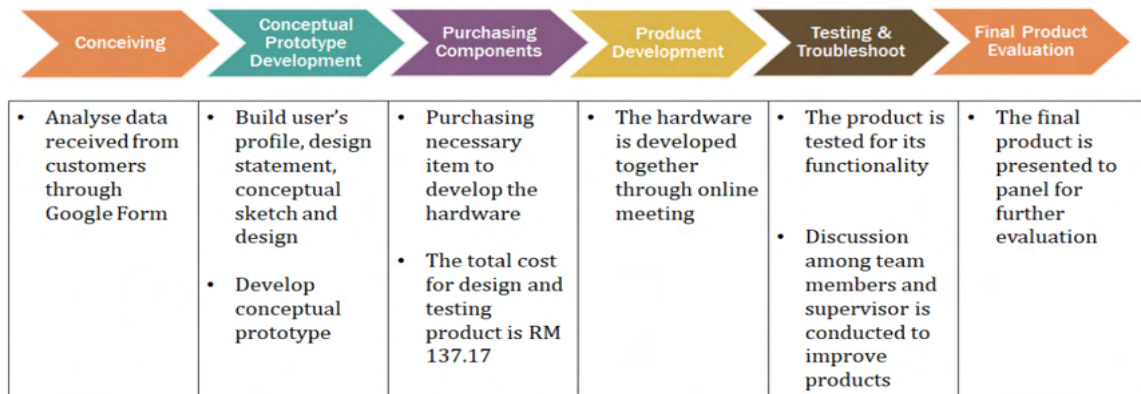 Conceiving
Conceptual
Prototype
Development
Purchasing
Components
Product
Development
Testing &
Troubleshoot
Final Product
Evaluation
• Analyse data
received from
customers
through
Google Form
• Build user's
profile, design
statement,
conceptual
sketch and
design
• Develop
conceptual
prototype
• Purchasing
necessary
item to
develop the
hardware
• The total cost
for design and
testing
product is RM
137.17
• The hardware
is developed
together
through online
meeting
• The product is
tested for its
functionality
• Discussion
among team
members and
supervisor is
conducted to
improve
products
• The final
product is
presented to
panel for
further
evaluation